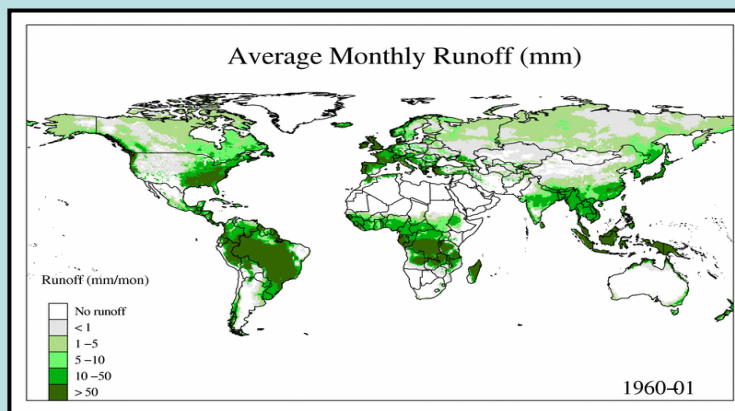 Average Monthly Runoff (mm)
Runoff (mm/mon)
No runoff
< 1
1 –5
5 –10
10 –50
> 50
1960–01